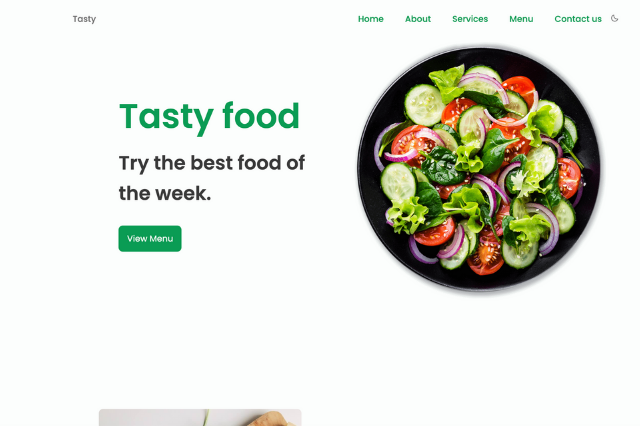 Tasty
Home About Services Menu Contact us
Tasty food
Try the best food of
the week.
View Menu